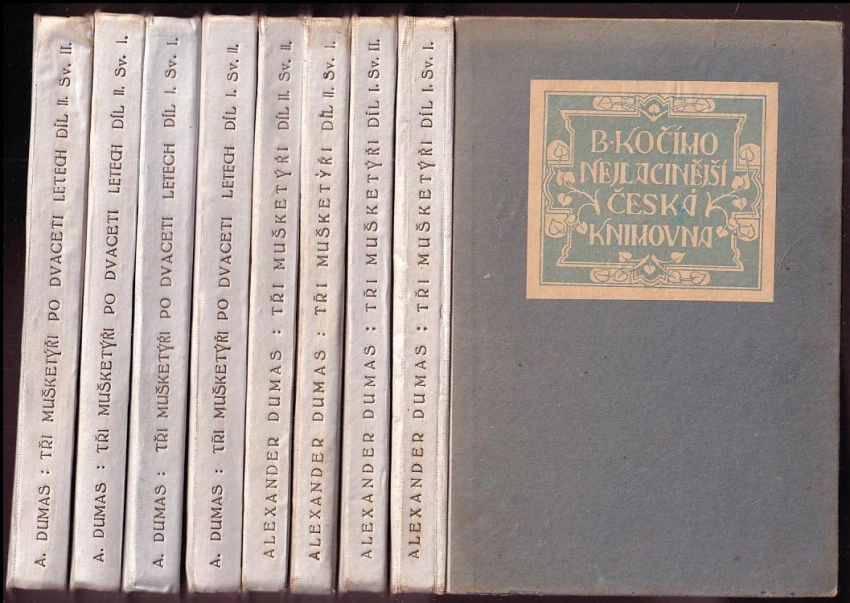 A. DUMAS : TŘI MUŠKETÝŘI PO DVACETI LETECH DÍL II. Sv. II.
A. DUMAS : TŘI MUŠKETÝŘI PO DVACETI LETECH DÍL II. Sv. I.
A. DUMAS : TŘI MUŠKETÝŘI PO DVACETI LETECH DÍL I. Sv. I.
A. DUMAS : TŘI MUŠKETÝŘI PO DVACETI LETECH DÍL I. Sv. II.
ALEXANDER DUMAS : TŘI MUŠKETÝŘI DÍL II. Sv. II.
ALEXANDER DUMAS : TŘI MUŠKETÝŘI DÍL II. Sv. I.
ALEXANDER DUMAS : TŘI MUŠKETÝŘI DÍL I. Sv. II.
ALEXANDER DUMAS : TŘI MUŠKETÝŘI DÍL I. Sv. I.
B. KOČÍHO
NEJLACINĚJŠÍ
ČESKÁ
KNIHOVNA